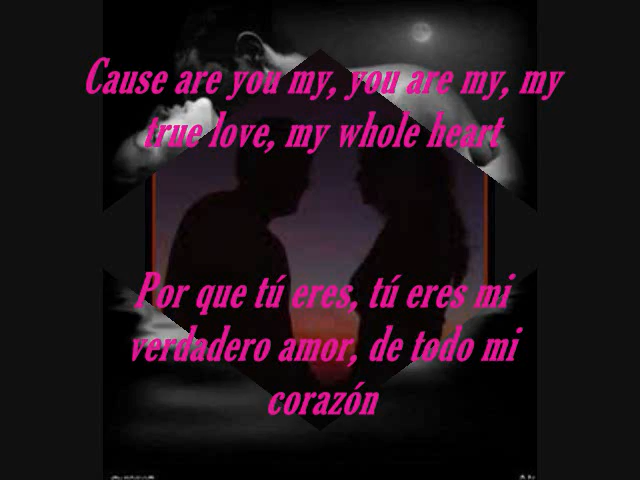 Cause are you my, you are my, my
true love, my whole heart
Por que tú eres, tú eres mi
verdadero amor, de todo mi
corazón